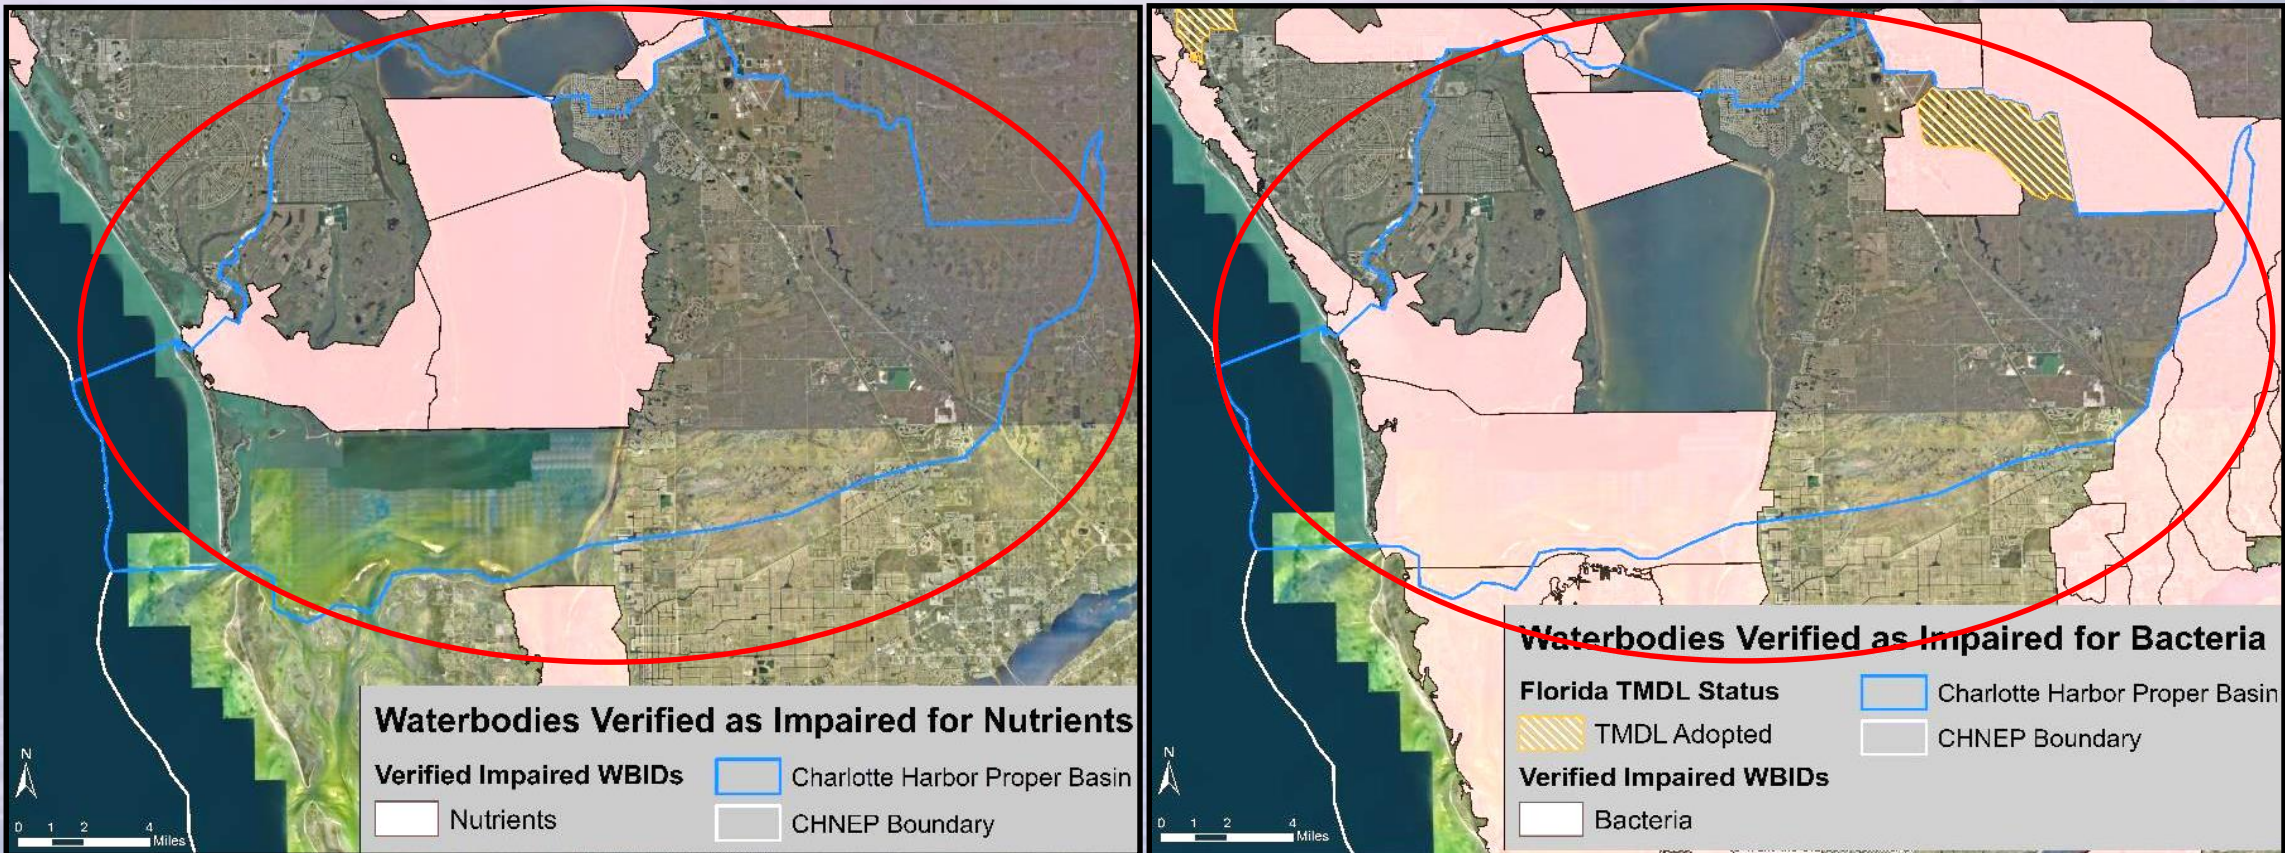 Waterbodies Verified as Impaired for Nutrients
Verified Impaired WBIDs
Nutrients
Charlotte Harbor Proper Basin
CHNEP Boundary
N
0 1 2 4
Miles
Waterbodies Verified as Impaired for Bacteria
Florida TMDL Status
TMDL Adopted
Verified Impaired WBIDs
Bacteria
Charlotte Harbor Proper Basin
CHNEP Boundary
N
0 1 2 4
Miles